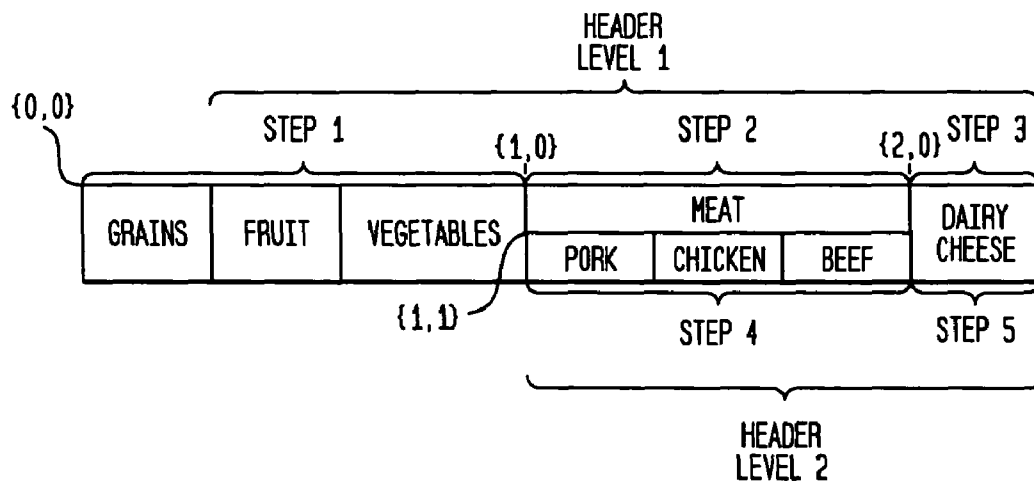 HEADER
LEVEL 1
{0,0}
STEP 1
{1,0}
STEP 2
{2,0}
STEP 3
GRAINS
FRUIT
VEGETABLES
MEAT
DAIRY
CHEESE
PORK
CHICKEN
BEEF
{1,1}
STEP 4
STEP 5
HEADER
LEVEL 2